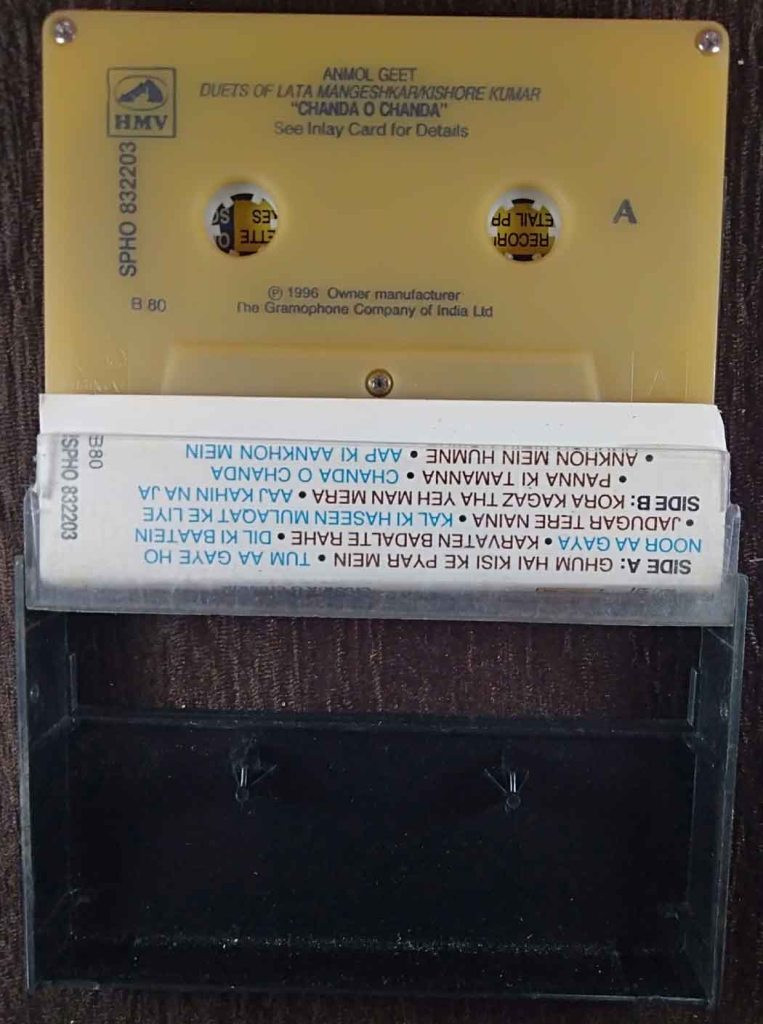 ANMOL GEET
DUETS OF LATA MANGESHKAR/KISHORE KUMAR
"CHANDA O CHANDA"
See Inlay Card for Details
HMV
SPHO 832203
A
B 80
℗ 1996 Owner manufacturer
The Gramophone Company of India Ltd
SIDE A: GHUM HAI KISI KE PYAR MEIN • TUM AA GAYE HO
NOOR AA GAYA • KARVATEN BADALTE RAHE • DIL KI BAATEIN
• JADUGAR TERE NAINA • KAL KI HASEEN MULAQAT KE LIYE
SIDE B: KORA KAGAZ THA YEH MAN MERA • AAJ KAHIN NA JA
• PANNA KI TAMANNA • CHANDA O CHANDA
• ANKHON MEIN HUMNE • AAP KI AANKHON MEIN
SPHO 832203
B80